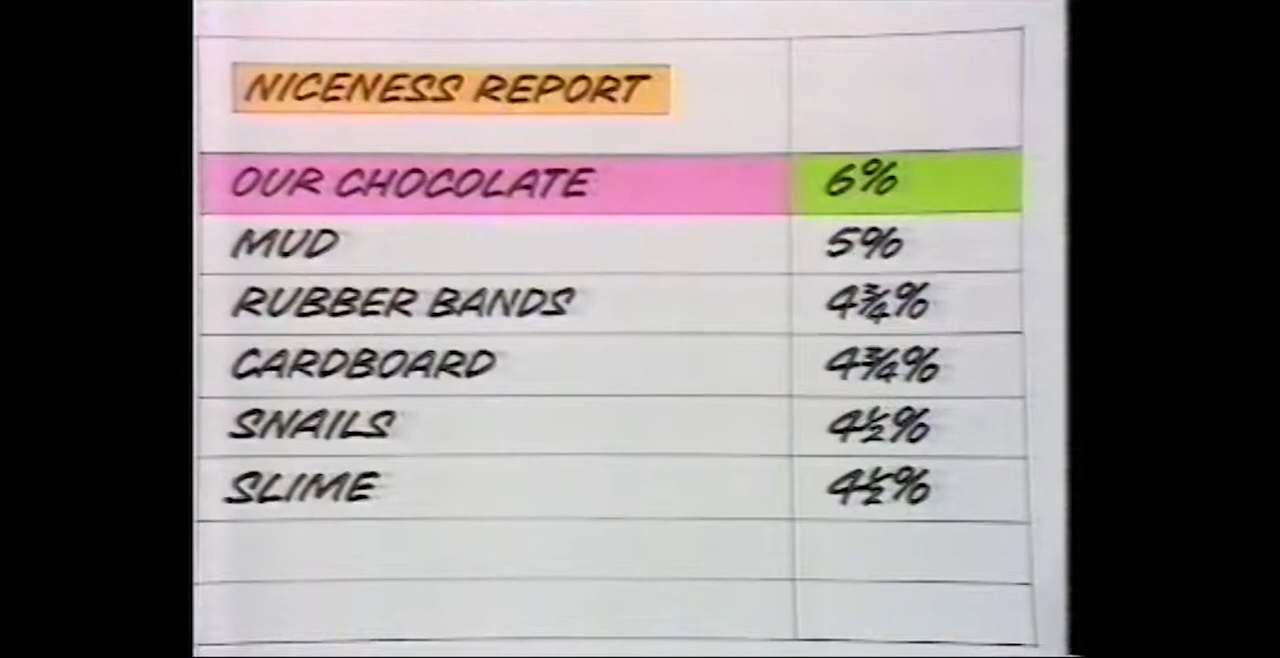 NICENESS REPORT
OUR CHOCOLATE 6%
MUD 5%
RUBBER BANDS 4¾%
CARDBOARD 4¾%
SNAILS 4½%
SLIME 4½%